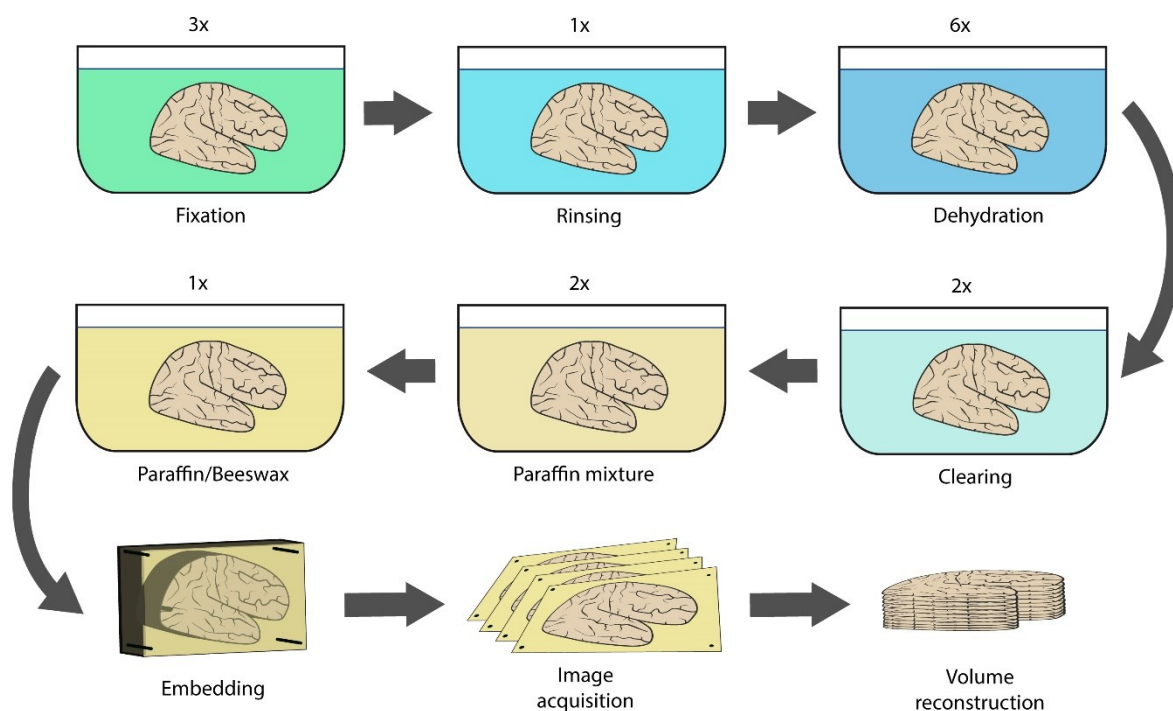 3x
1x
6x
Fixation
Rinsing
Dehydration
1x
2x
2x
Paraffin/Beeswax
Paraffin mixture
Clearing
Embedding
Image
acquisition
Volume
reconstruction